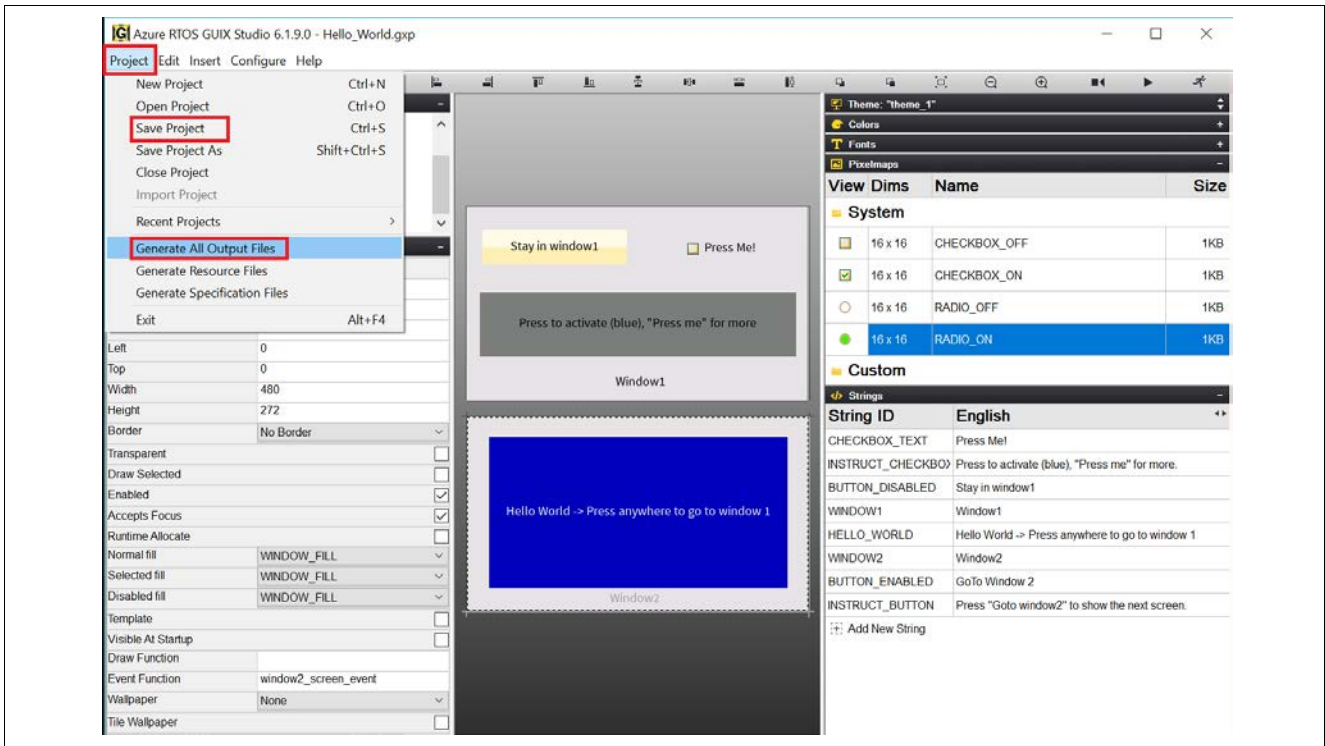 Azure RTOS GUIX Studio 6.1.9.0 - Hello_World.gxp
Project Edit Insert Configure Help
New Project Ctrl+N
Open Project Ctrl+O
Save Project Ctrl+S
Save Project As Shift+Ctrl+S
Close Project
Import Project
Recent Projects
Generate All Output Files
Generate Resource Files
Generate Specification Files
Exit Alt+F4
Left 0
Top 0
Width 480
Height 272
Border No Border
Transparent
Draw Selected
Enabled
Accepts Focus
Runtime Allocate
Normal fill WINDOW_FILL
Selected fill WINDOW_FILL
Disabled fill WINDOW_FILL
Template
Visible At Startup
Draw Function
Event Function window2_screen_event
Wallpaper None
Tile Wallpaper
Stay in window1 Press Me!
Press to activate (blue), "Press me" for more
Window1
Hello World -> Press anywhere to go to window 1
Window2
Theme: "theme_1"
Colors
Fonts
Pixelmaps
View Dims Name Size
System
16 x 16 CHECKBOX_OFF 1KB
16 x 16 CHECKBOX_ON 1KB
16 x 16 RADIO_OFF 1KB
16 x 16 RADIO_ON 1KB
Custom
Strings
String ID English
CHECKBOX_TEXT Press Me!
INSTRUCT_CHECKBO Press to activate (blue), "Press me" for more.
BUTTON_DISABLED Stay in window1
WINDOW1 Window1
HELLO_WORLD Hello World -> Press anywhere to go to window 1
WINDOW2 Window2
BUTTON_ENABLED GoTo Window 2
INSTRUCT_BUTTON Press "Goto window2" to show the next screen.
Add New String